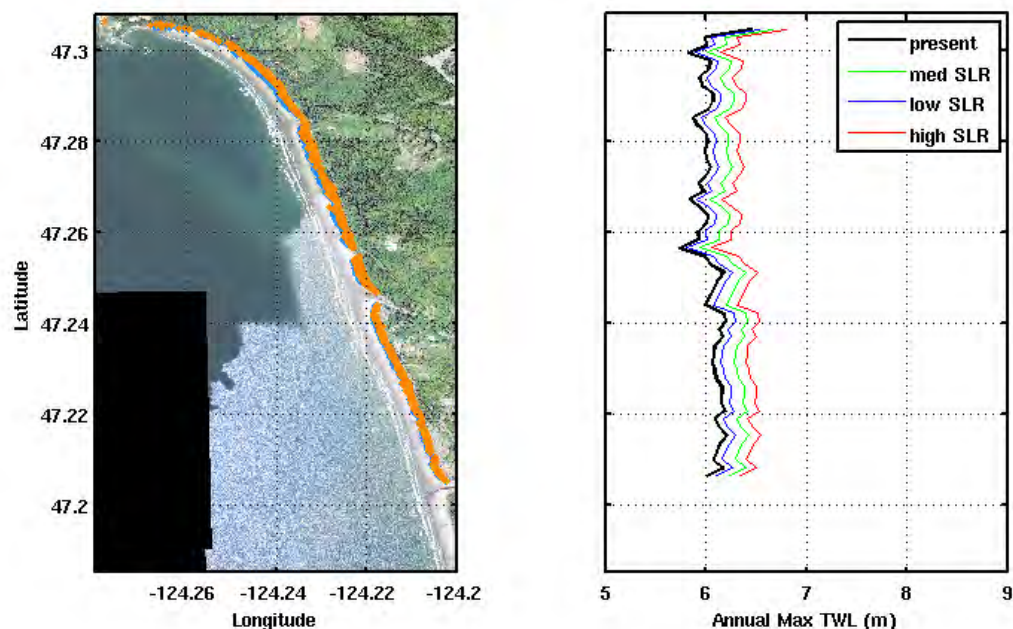 47.3
47.28
47.26
47.24
47.22
47.2
Latitude
-124.26
-124.24
-124.22
-124.2
Longitude
present
med SLR
low SLR
high SLR
5
6
7
8
9
Annual Max TWL (m)